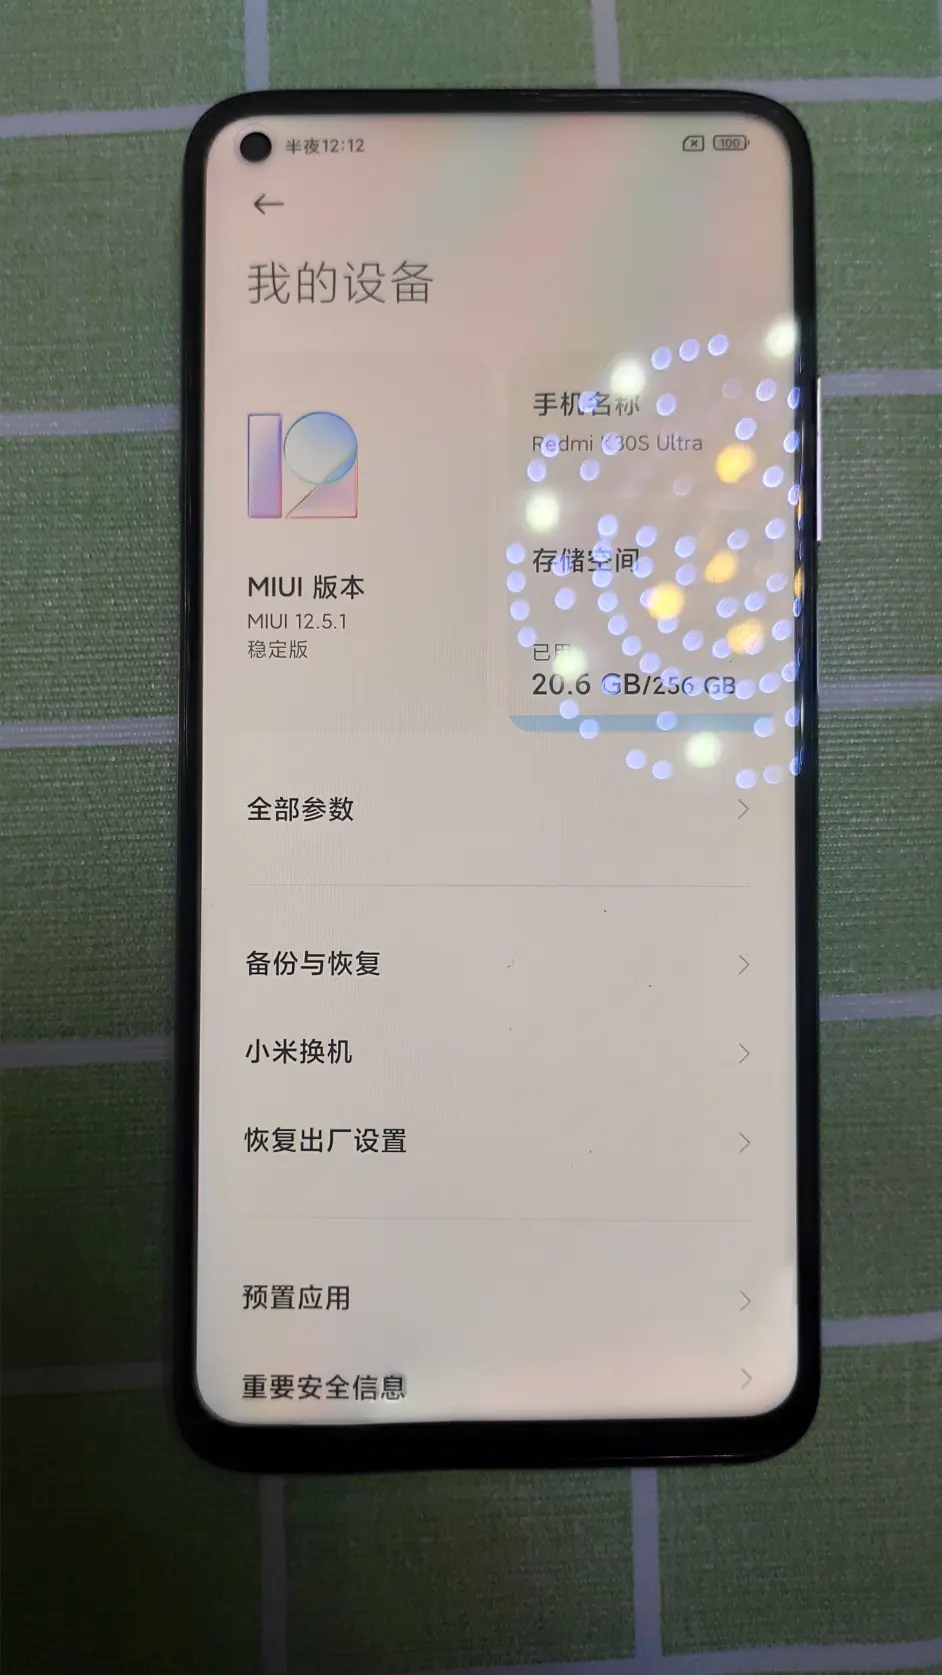 半夜12:12
100
我的设备
MIUI 版本
MIUI 12.5.1
稳定版
手机名称
Redmi K30S Ultra
存储空间
已用
20.6 GB/256 GB
全部参数
备份与恢复
小米换机
恢复出厂设置
预置应用
重要安全信息